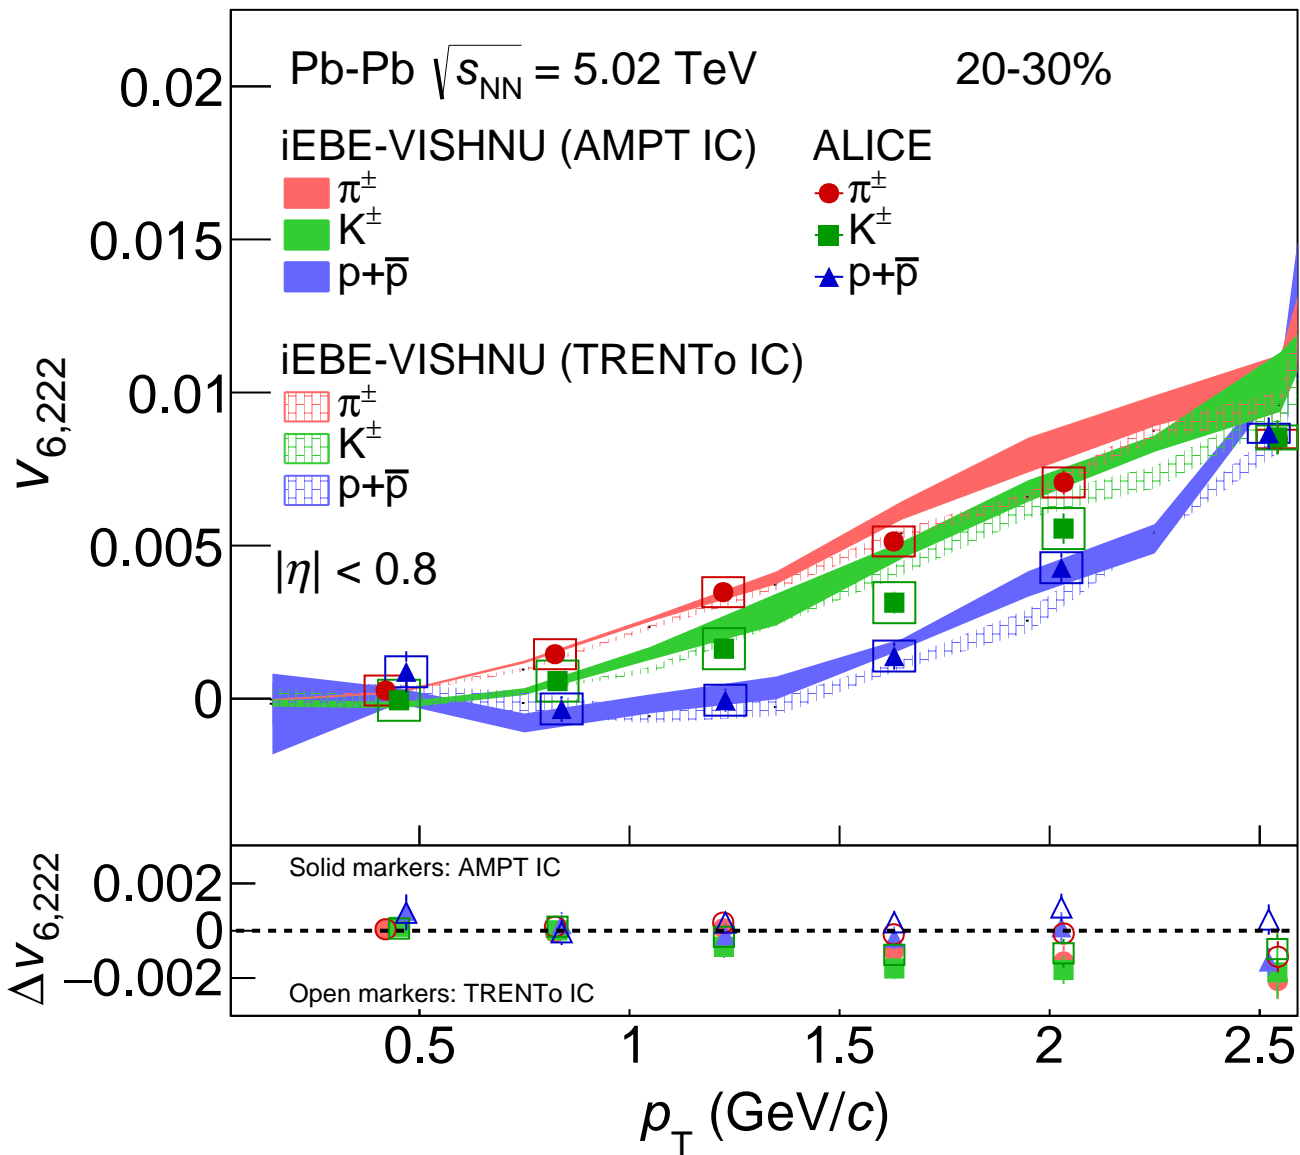 Pb-Pb √s_NN = 5.02 TeV 20-30%
iEBE-VISHNU (AMPT IC) ALICE
π± π±
K± K±
p+p̅ p+p̅
iEBE-VISHNU (TRENTo IC)
π±
K±
p+p̅
|η| < 0.8
v6,222
0.02
0.015
0.01
0.005
0
Δv6,222
0.002
0
−0.002
Solid markers: AMPT IC
Open markers: TRENTo IC
0.5 1 1.5 2 2.5
pT (GeV/c)